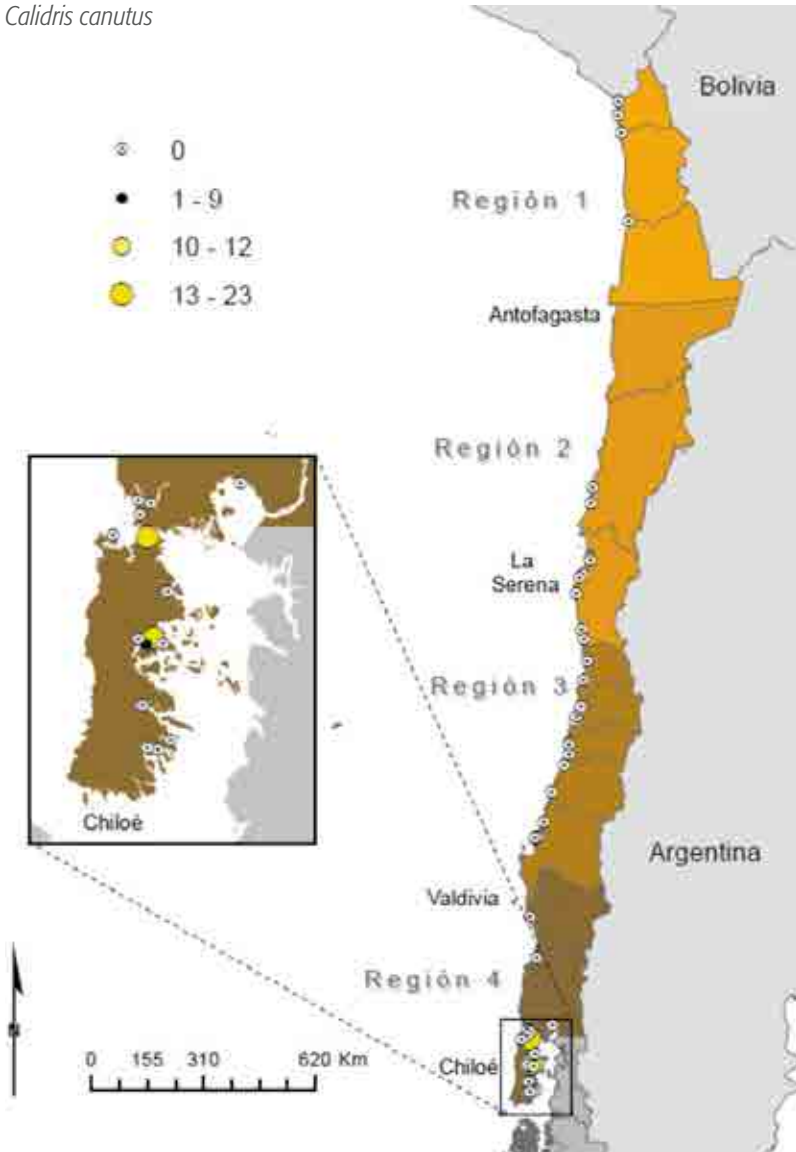 Calidris canutus
0
1 - 9
10 - 12
13 - 23
Bolivia
Región 1
Antofagasta
Región 2
La
Serena
Región 3
Chiloé
Argentina
Valdivia
Región 4
Chiloé
N
0 155 310 620 Km